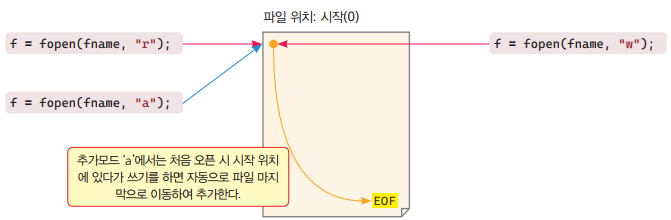 파일 위치: 시작(0)
f = fopen(fname, "r");
f = fopen(fname, "w");
f = fopen(fname, "a");
추가모드 'a'에서는 처음 오픈 시 시작 위치
에 있다가 쓰기를 하면 자동으로 파일 마지
막으로 이동하여 추가한다.
EOF